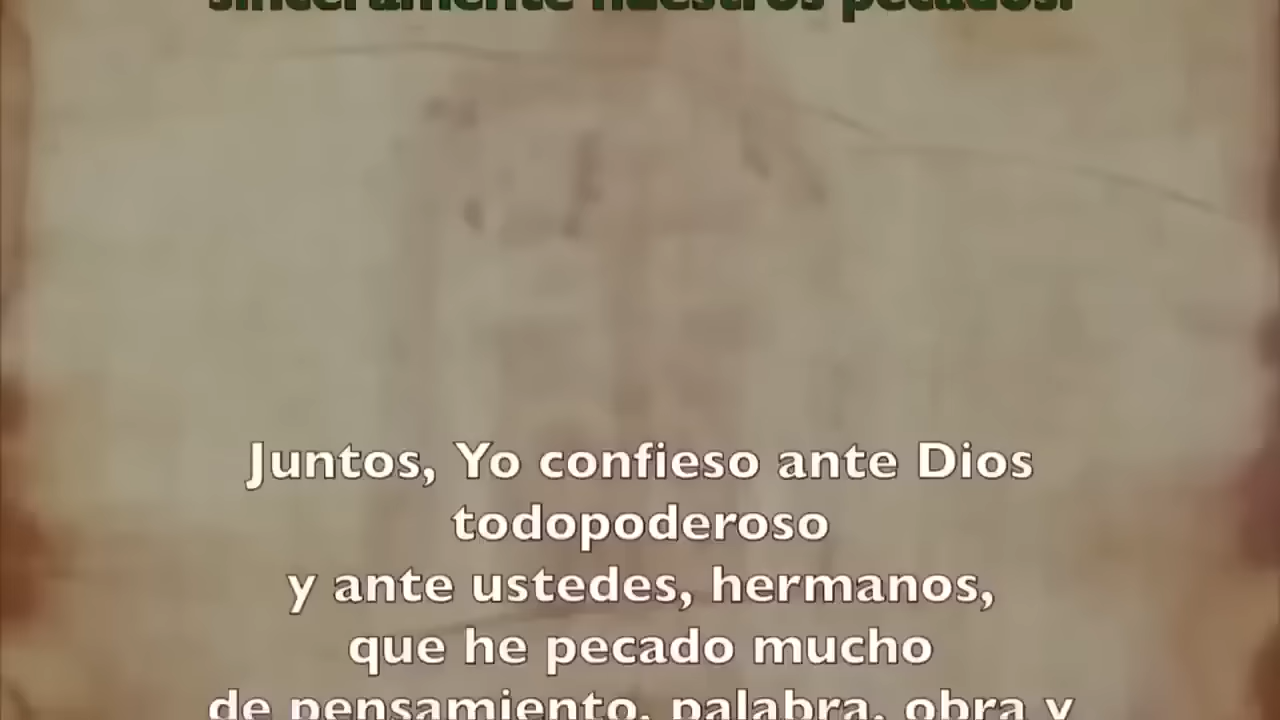 sinceramente nuestros pecados.
Juntos, Yo confieso ante Dios
todopoderoso
y ante ustedes, hermanos,
que he pecado mucho
de pensamiento, palabra, obra y